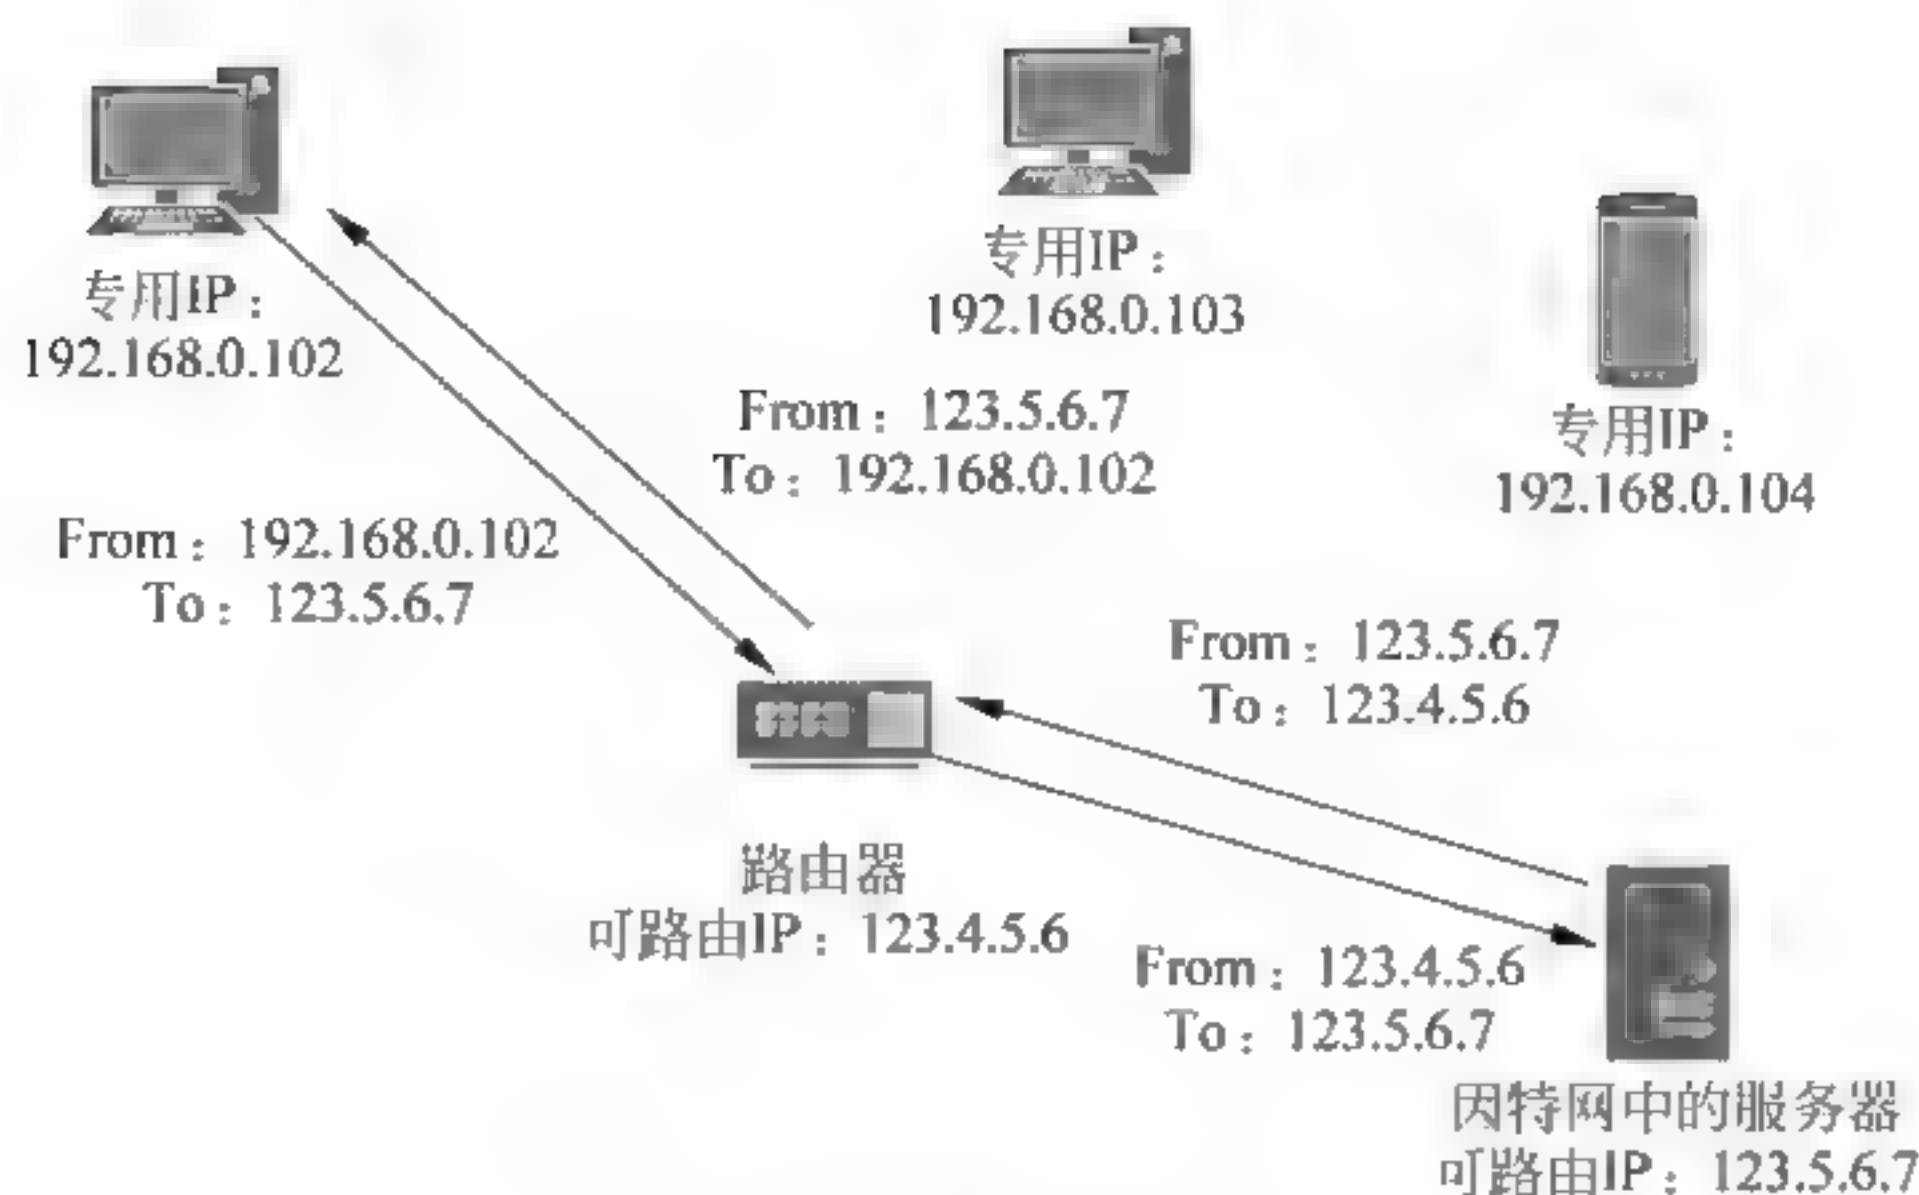 专用IP：
192.168.0.102
专用IP：
192.168.0.103
专用IP：
192.168.0.104
From：123.5.6.7
To：192.168.0.102
From：192.168.0.102
To：123.5.6.7
From：123.5.6.7
To：123.4.5.6
路由器
可路由IP：123.4.5.6
From：123.4.5.6
To：123.5.6.7
因特网中的服务器
可路由IP：123.5.6.7